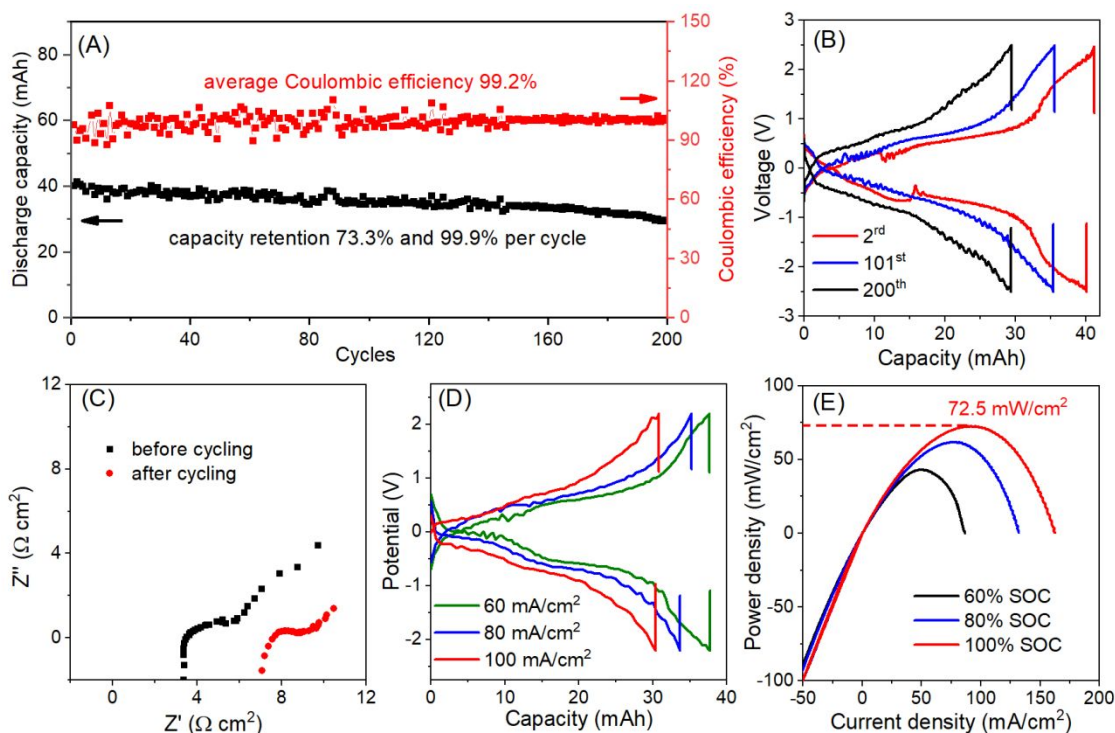 (A)
Discharge capacity (mAh)
80
60
40
20
0
average Coulombic efficiency 99.2%
capacity retention 73.3% and 99.9% per cycle
0
40
80
120
160
200
Cycles
150
120
90
60
30
0
Coulombic efficiency (%)
(B)
Voltage (V)
3
2
1
0
-1
-2
-3
2rd
101st
200th
0
10
20
30
40
Capacity (mAh)
(C)
Z'' (Ω cm²)
12
8
4
0
before cycling
after cycling
0
4
8
12
Z' (Ω cm²)
(D)
Potential (V)
2
1
0
-1
-2
60 mA/cm²
80 mA/cm²
100 mA/cm²
0
10
20
30
40
Capacity (mAh)
(E)
72.5 mW/cm²
Power density (mW/cm²)
100
50
0
-50
-100
60% SOC
80% SOC
100% SOC
-50
0
50
100
150
200
Current density (mA/cm²)